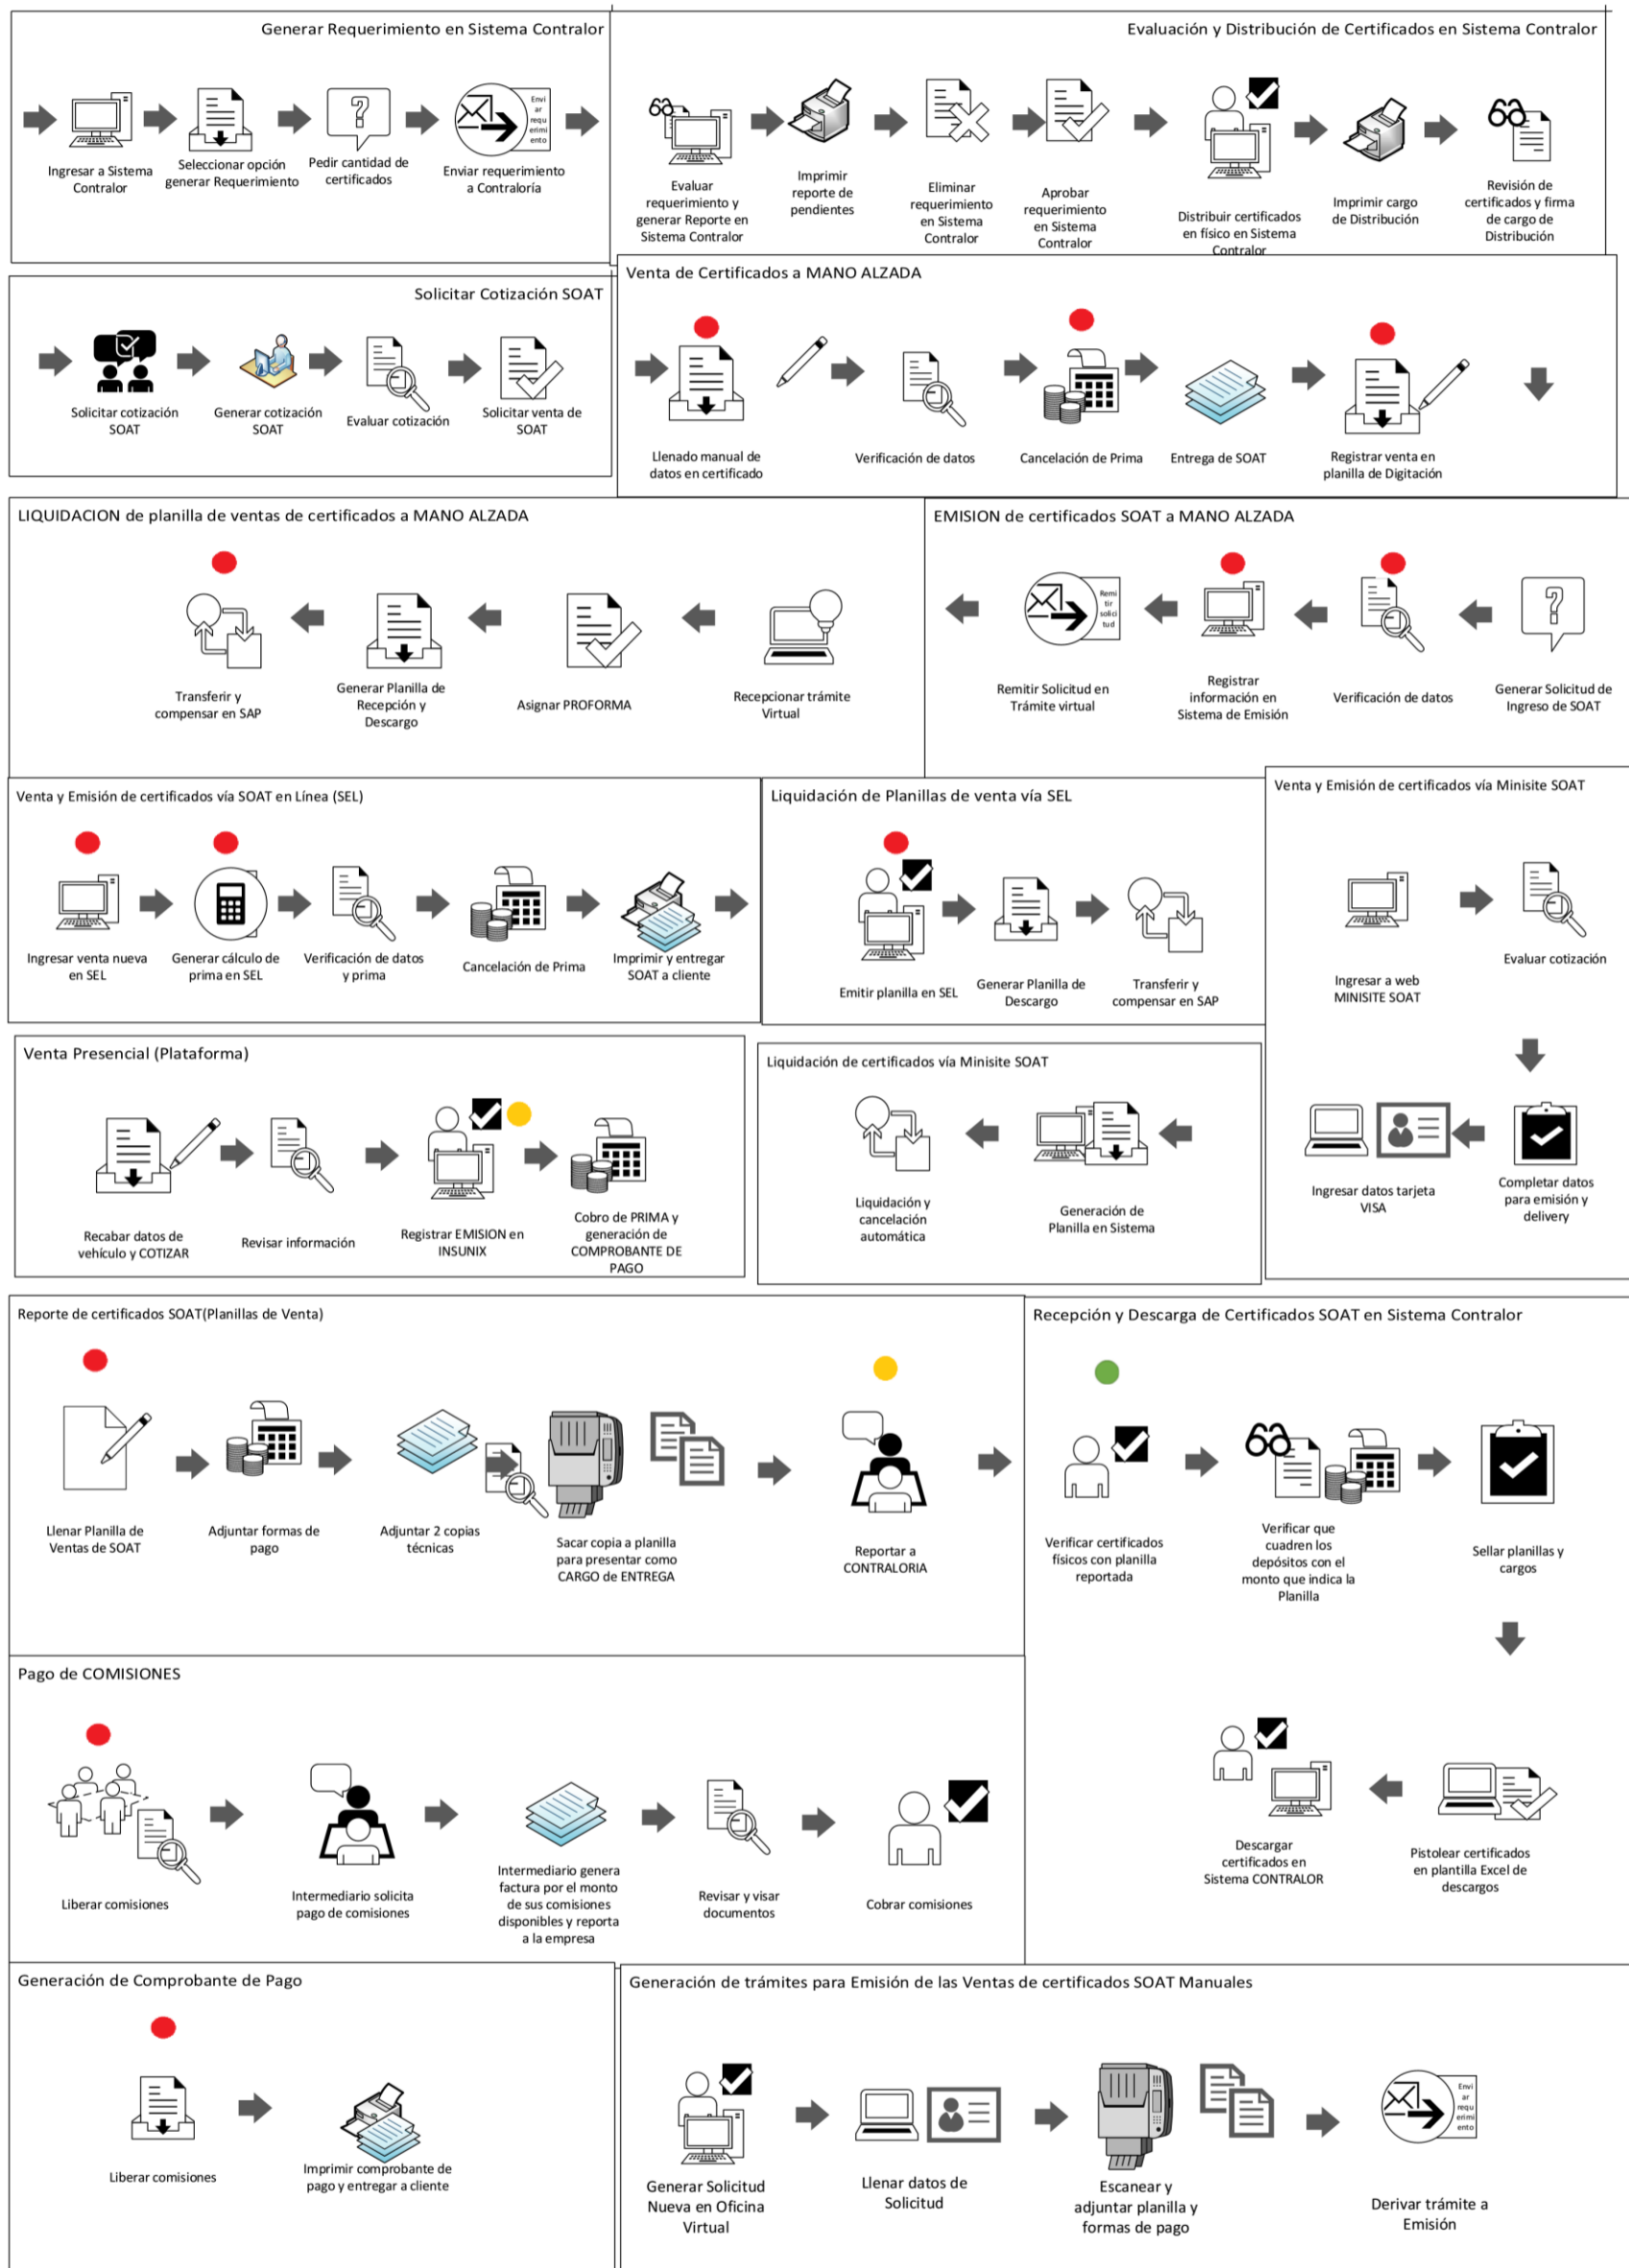 Generar Requerimiento en Sistema Contralor
Envi
ar
requ
erimi
ento
Ingresar a Sistema
Contralor
Seleccionar opción
generar Requerimiento
Pedir cantidad de
certificados
Enviar requerimiento
a Contraloría
Evaluación y Distribución de Certificados en Sistema Contralor
Evaluar
requerimiento y
generar Reporte en
Sistema Contralor
Imprimir
reporte de
pendientes
Eliminar
requerimiento
en Sistema
Contralor
Aprobar
requerimiento
en Sistema
Contralor
Distribuir certificados
en físico en Sistema
Contralor
Imprimir cargo
de Distribución
Revisión de
certificados y firma
de cargo de
Distribución
Solicitar Cotización SOAT
Solicitar cotización
SOAT
Generar cotización
SOAT
Evaluar cotización
Solicitar venta de
SOAT
Venta de Certificados a MANO ALZADA
Llenado manual de
datos en certificado
Verificación de datos
Cancelación de Prima
Entrega de SOAT
Registrar venta en
planilla de Digitación
LIQUIDACION de planilla de ventas de certificados a MANO ALZADA
Transferir y
compensar en SAP
Generar Planilla de
Recepción y
Descargo
Asignar PROFORMA
Recepcionar trámite
Virtual
EMISION de certificados SOAT a MANO ALZADA
Remi
tir
solici
tud
Remitir Solicitud en
Trámite virtual
Registrar
información en
Sistema de Emisión
Verificación de datos
Generar Solicitud de
Ingreso de SOAT
Venta y Emisión de certificados vía SOAT en Línea (SEL)
Ingresar venta nueva
en SEL
Generar cálculo de
prima en SEL
Verificación de datos
y prima
Cancelación de Prima
Imprimir y entregar
SOAT a cliente
Liquidación de Planillas de venta vía SEL
Emitir planilla en SEL
Generar Planilla de
Descargo
Transferir y
compensar en SAP
Venta y Emisión de certificados vía Minisite SOAT
Ingresar a web
MINISITE SOAT
Evaluar cotización
Ingresar datos tarjeta
VISA
Completar datos
para emisión y
delivery
Venta Presencial (Plataforma)
Recabar datos de
vehículo y COTIZAR
Revisar información
Registrar EMISION en
INSUNIX
Cobro de PRIMA y
generación de
COMPROBANTE DE
PAGO
Liquidación de certificados vía Minisite SOAT
Liquidación y
cancelación
automática
Generación de
Planilla en Sistema
Reporte de certificados SOAT(Planillas de Venta)
Llenar Planilla de
Ventas de SOAT
Adjuntar formas de
pago
Adjuntar 2 copias
técnicas
Sacar copia a planilla
para presentar como
CARGO de ENTREGA
Reportar a
CONTRALORIA
Recepción y Descarga de Certificados SOAT en Sistema Contralor
Verificar certificados
físicos con planilla
reportada
Verificar que
cuadren los
depósitos con el
monto que indica la
Planilla
Sellar planillas y
cargos
Descargar
certificados en
Sistema CONTRALOR
Pistolear certificados
en plantilla Excel de
descargos
Pago de COMISIONES
Liberar comisiones
Intermediario solicita
pago de comisiones
Intermediario genera
factura por el monto
de sus comisiones
disponibles y reporta
a la empresa
Revisar y visar
documentos
Cobrar comisiones
Generación de Comprobante de Pago
Liberar comisiones
Imprimir comprobante de
pago y entregar a cliente
Generación de trámites para Emisión de las Ventas de certificados SOAT Manuales
Envi
ar
requ
erimi
ento
Generar Solicitud
Nueva en Oficina
Virtual
Llenar datos de
Solicitud
Escanear y
adjuntar planilla y
formas de pago
Derivar trámite a
Emisión